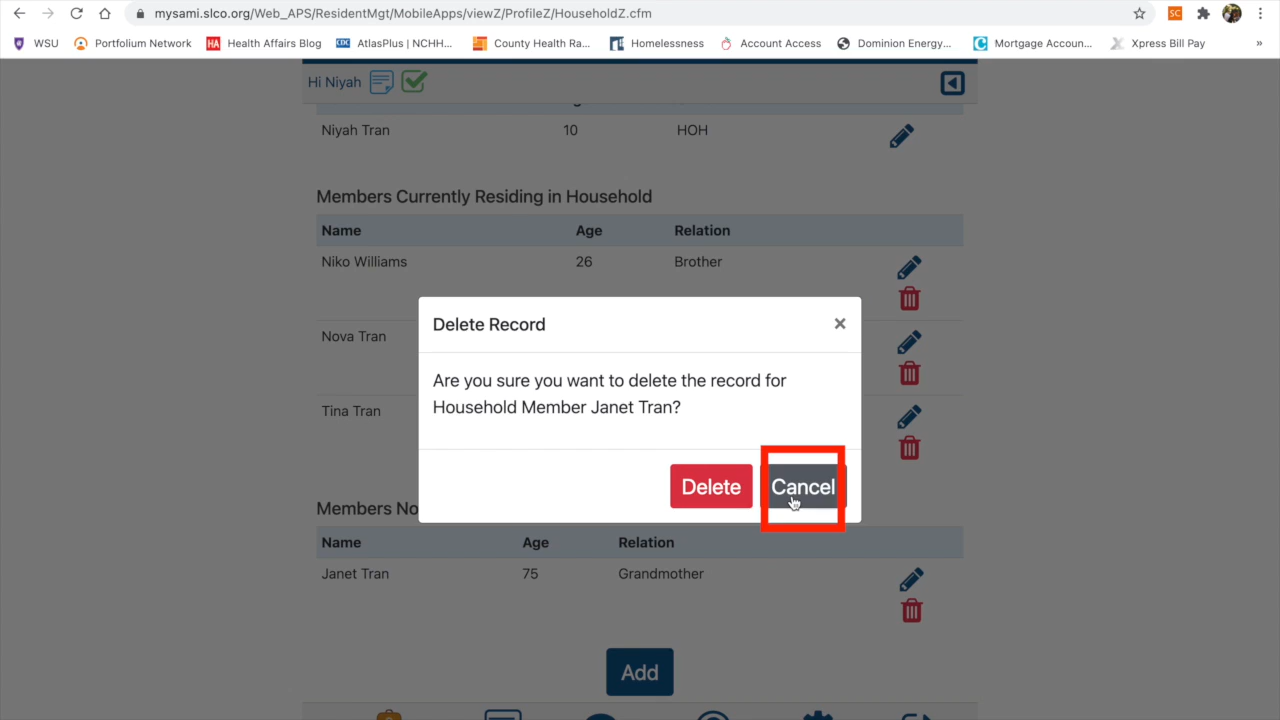 mysami.slco.org/Web_APS/ResidentMgt/MobileApps/viewZ/ProfileZ/HouseholdZ.cfm
SC
WSU Portfolium Network HA Health Affairs Blog CDC AtlasPlus | NCHH... County Health Ra... Homelessness Account Access Dominion Energy... C Mortgage Accoun... Xpress Bill Pay »
Hi Niyah
Niyah Tran 10 HOH
Members Currently Residing in Household
Name Age Relation
Niko Williams 26 Brother
Nova Tran
Tina Tran
Delete Record ×
Are you sure you want to delete the record for
Household Member Janet Tran?
Delete Cancel
Members No
Name Age Relation
Janet Tran 75 Grandmother
Add